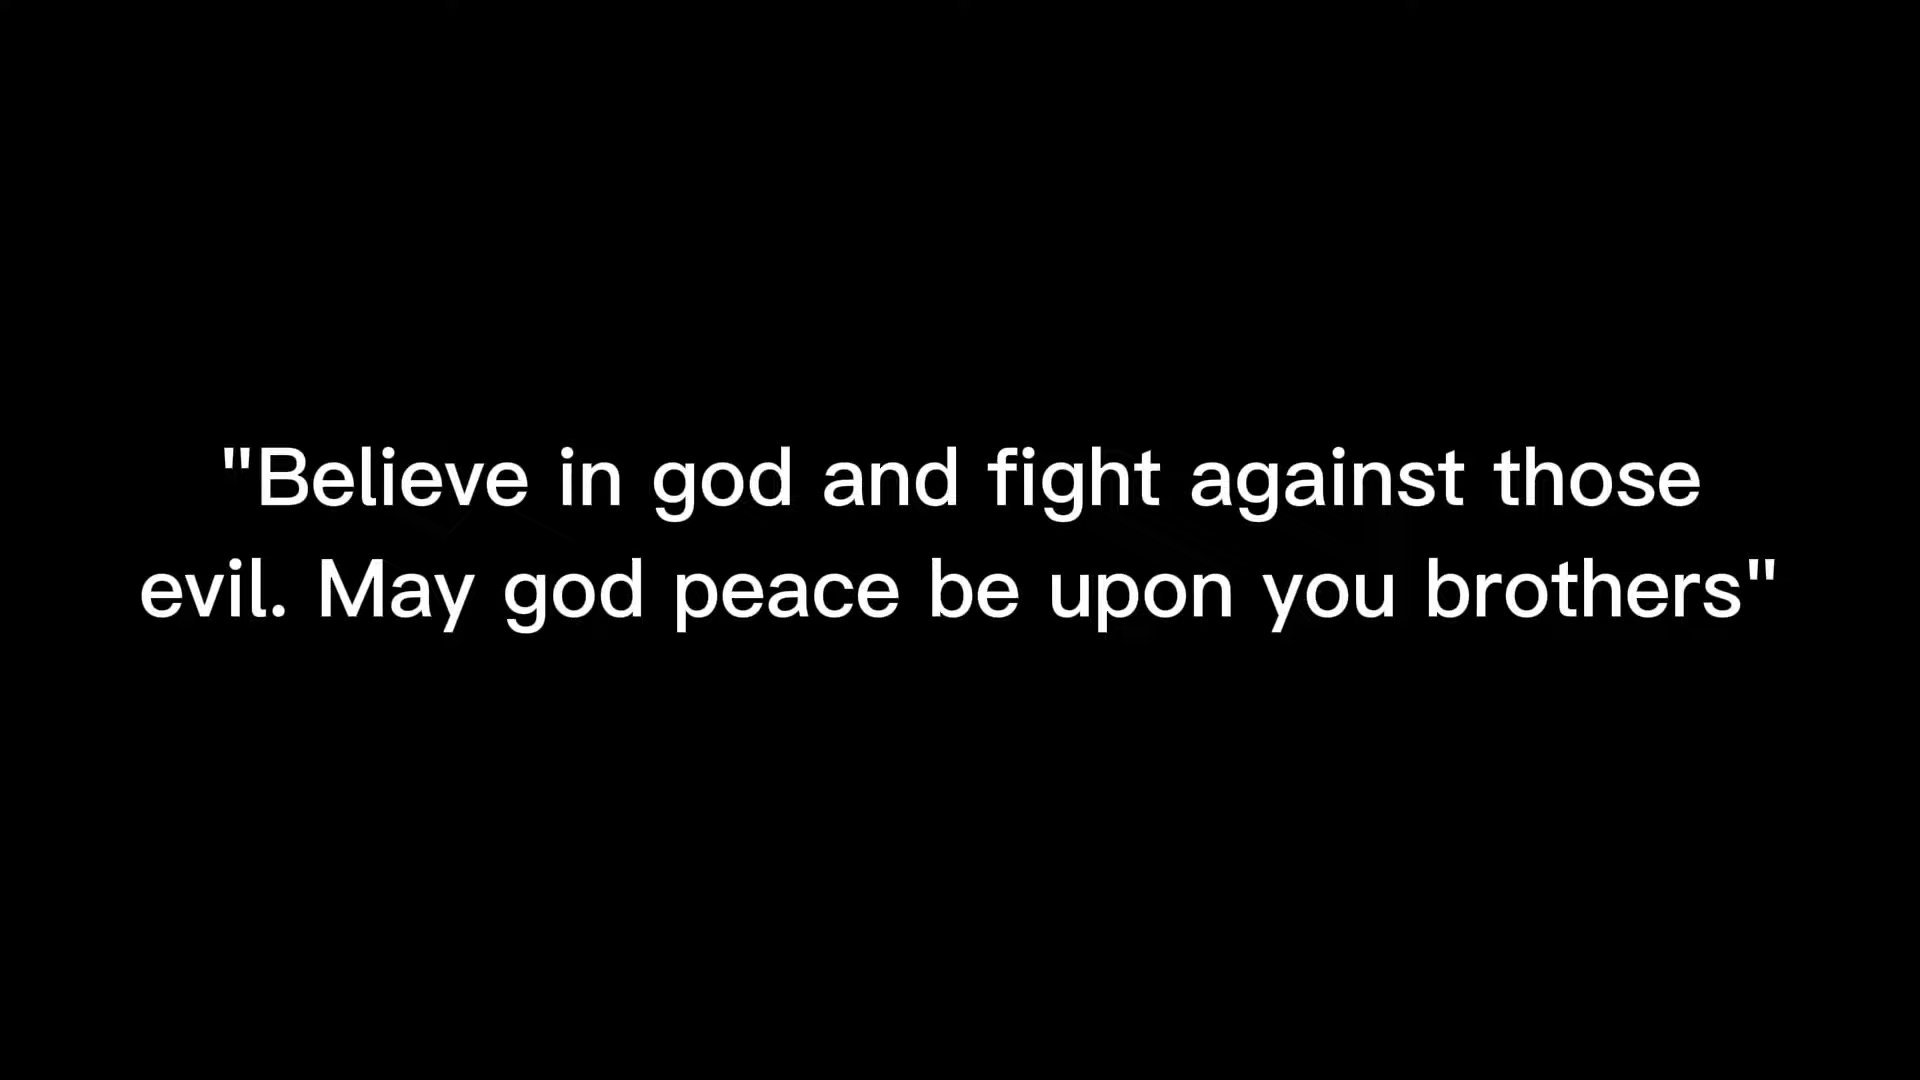 "Believe in god and fight against those
evil. May god peace be upon you brothers"